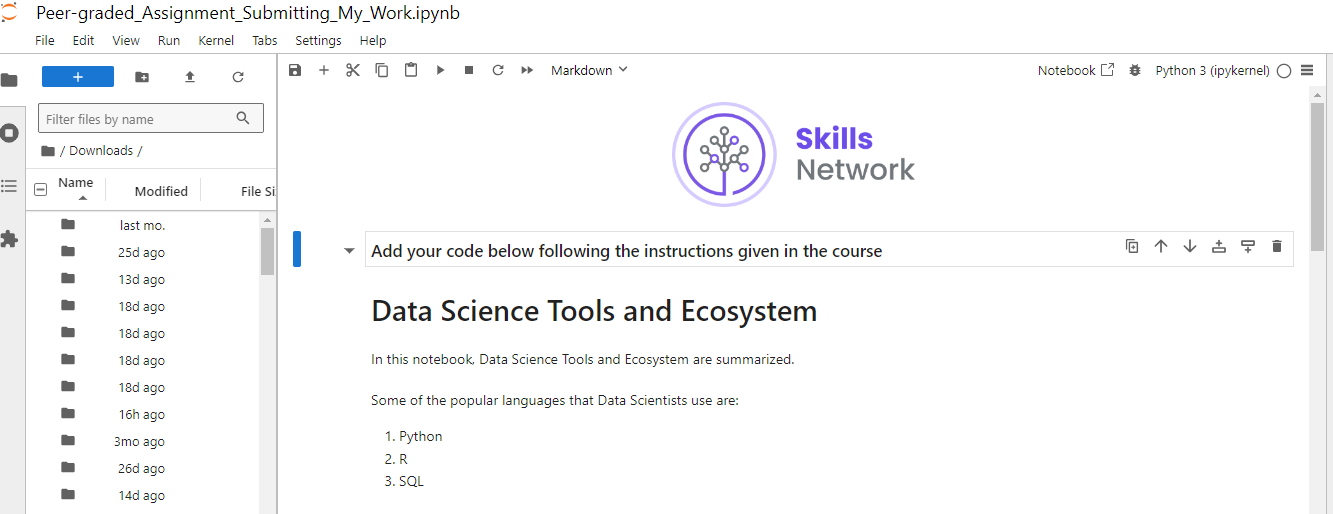 Peer-graded_Assignment_Submitting_My_Work.ipynb
File Edit View Run Kernel Tabs Settings Help
Markdown
Notebook
Python 3 (ipykernel)
Filter files by name
/ Downloads /
Name Modified File Si
last mo.
25d ago
13d ago
18d ago
18d ago
18d ago
18d ago
16h ago
3mo ago
26d ago
14d ago
Skills
Network
Add your code below following the instructions given in the course
Data Science Tools and Ecosystem
In this notebook, Data Science Tools and Ecosystem are summarized.
Some of the popular languages that Data Scientists use are:
1. Python
2. R
3. SQL